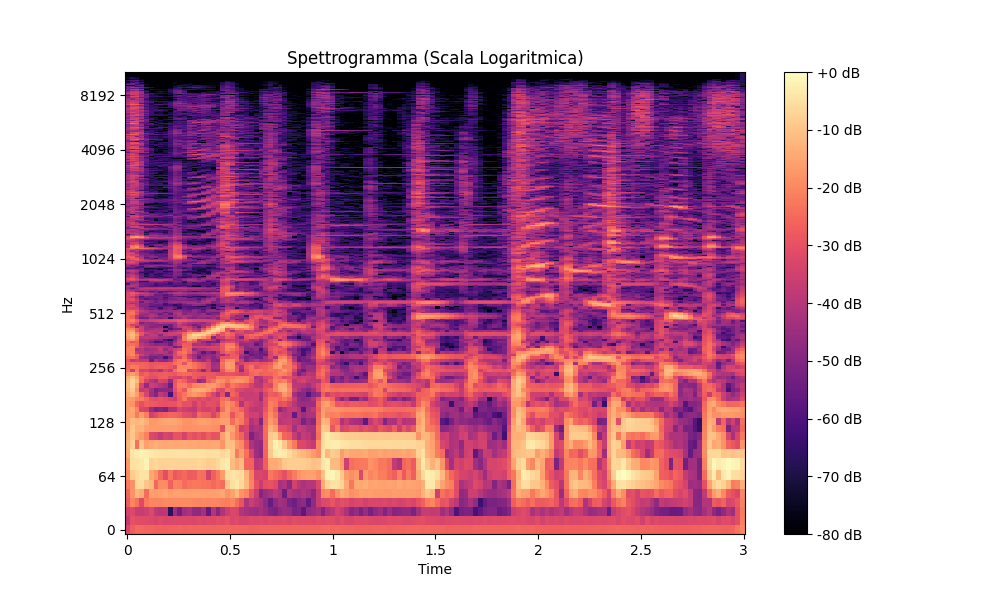 Spettrogramma (Scala Logaritmica)
8192
4096
2048
1024
512
256
128
64
0
Hz
0 0.5 1 1.5 2 2.5 3
Time
+0 dB
-10 dB
-20 dB
-30 dB
-40 dB
-50 dB
-60 dB
-70 dB
-80 dB